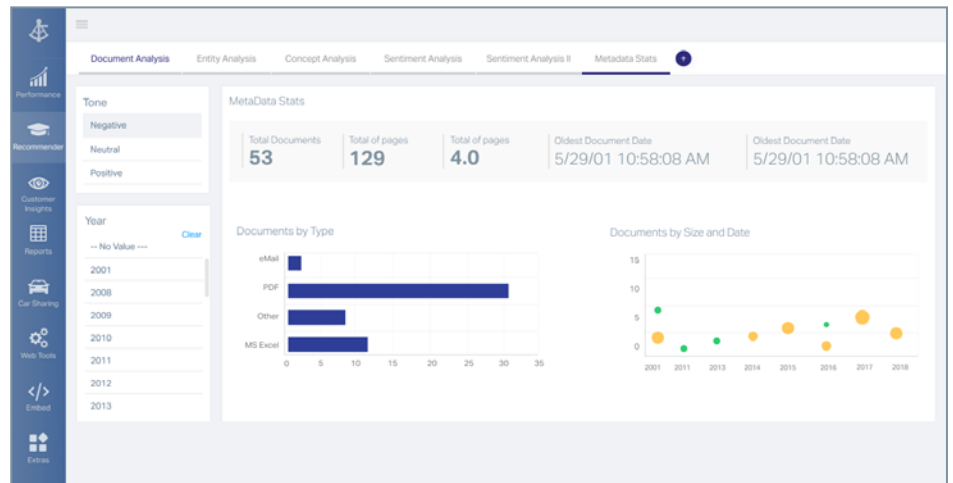 Document Analysis
Entity Analysis
Concept Analysis
Sentiment Analysis
Sentiment Analysis II
Metadata Stats
Performance
Recommender
Customer
Insights
Reports
Car Sharing
Web Tools
Embed
Extras
Tone
Negative
Neutral
Positive
Year
Clear
-- No Value ---
2001
2008
2009
2010
2011
2012
2013
MetaData Stats
Total Documents
53
Total of pages
129
Total of pages
4.0
Oldest Document Date
5/29/01 10:58:08 AM
Oldest Document Date
5/29/01 10:58:08 AM
Documents by Type
eMail
PDF
Other
MS Excel
0 5 10 15 20 25 30 35
Documents by Size and Date
15
10
5
0
2001 2011 2013 2014 2015 2016 2017 2018